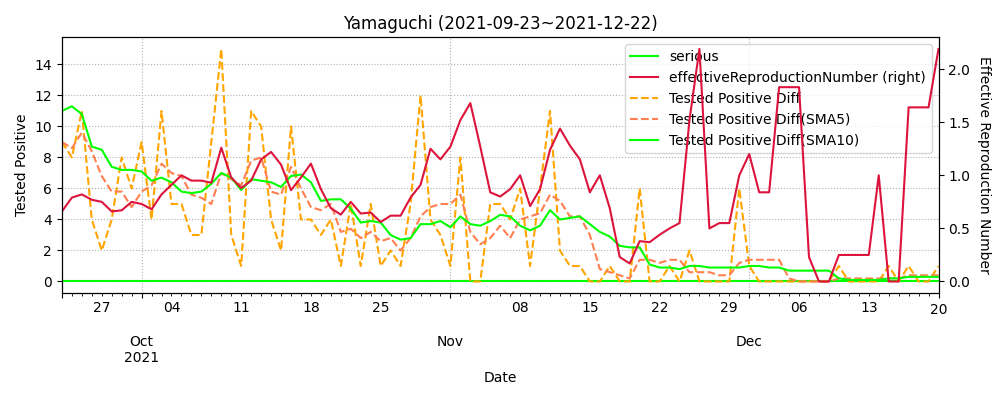 Yamaguchi (2021-09-23~2021-12-22)
Tested Positive
14
12
10
8
6
4
2
0
serious
effectiveReproductionNumber (right)
Tested Positive Diff
Tested Positive Diff(SMA5)
Tested Positive Diff(SMA10)
2.0
1.5
1.0
0.5
0.0
Effective Reproduction Number
27 04 11 18 25 08 15 22 29 06 13 20
Oct Nov Dec
2021
Date